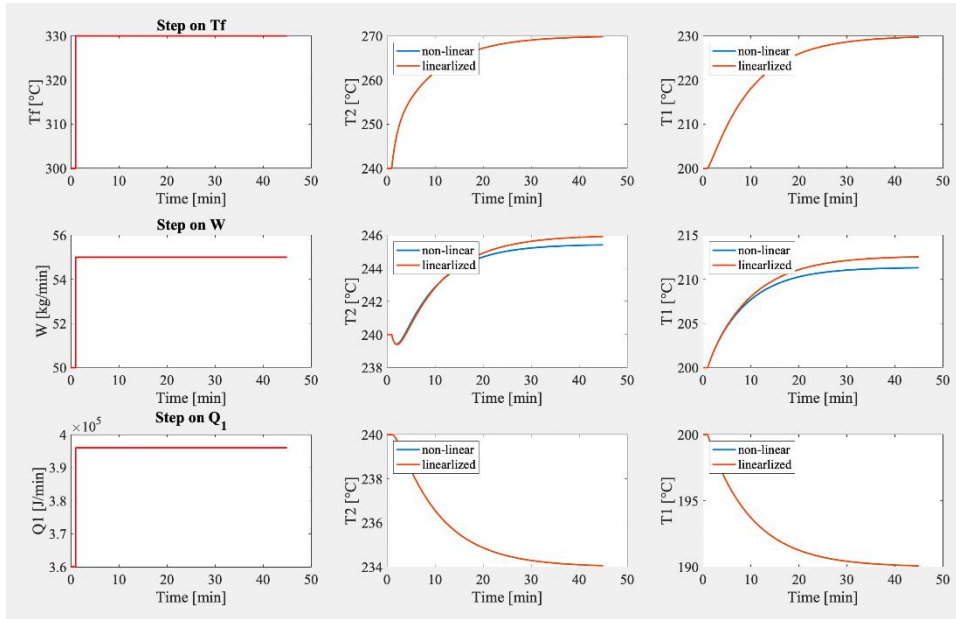 Step on Tf
330
320
310
300
Tf [°C]
0 10 20 30 40 50
Time [min]
270
260
250
240
T2 [°C]
non-linear
linearlized
0 10 20 30 40 50
Time [min]
230
220
210
200
T1 [°C]
non-linear
linearlized
0 10 20 30 40 50
Time [min]
Step on W
56
54
52
50
W [kg/min]
0 10 20 30 40 50
Time [min]
246
244
242
240
238
T2 [°C]
non-linear
linearlized
0 10 20 30 40 50
Time [min]
215
210
205
200
T1 [°C]
non-linear
linearlized
0 10 20 30 40 50
Time [min]
Step on Q1
×10^5
4
3.9
3.8
3.7
3.6
Q1 [J/min]
0 10 20 30 40 50
Time [min]
240
238
236
234
T2 [°C]
non-linear
linearlized
0 10 20 30 40 50
Time [min]
200
195
190
T1 [°C]
non-linear
linearlized
0 10 20 30 40 50
Time [min]